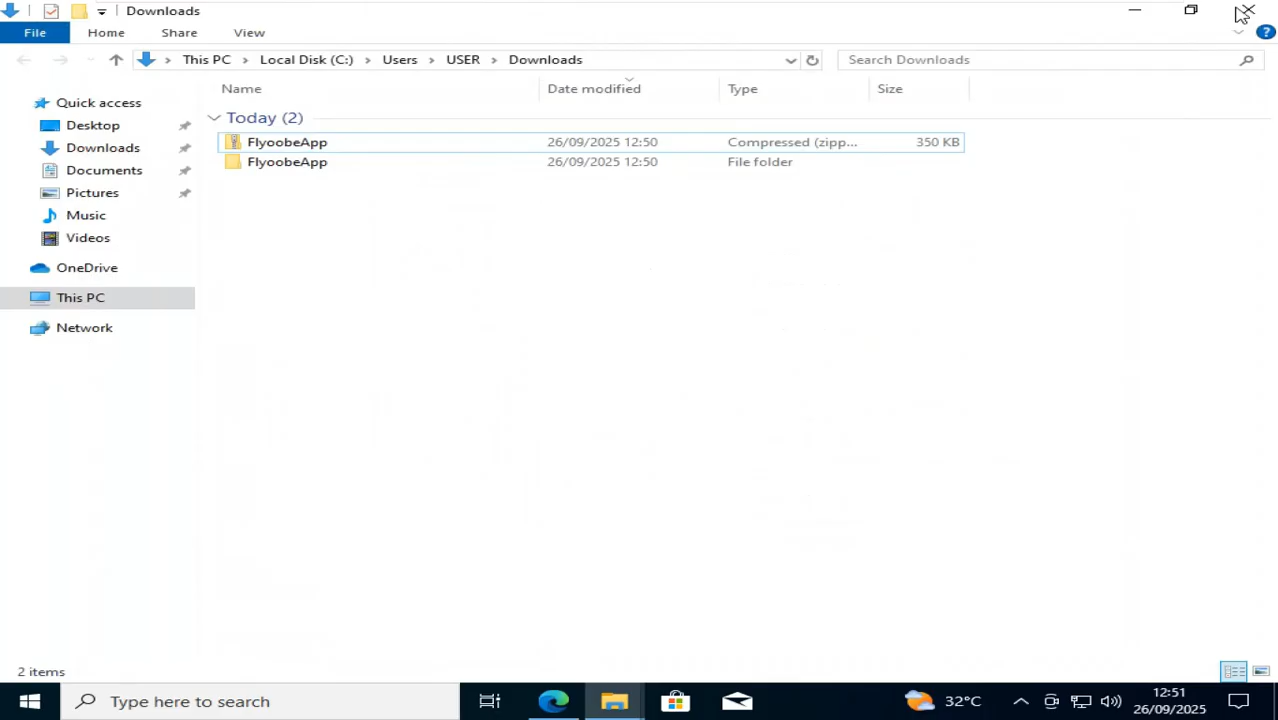 Downloads
File Home Share View
This PC Local Disk (C:) Users USER Downloads Search Downloads
Name Date modified Type Size
Quick access
Desktop
Downloads
Documents
Pictures
Music
Videos
OneDrive
This PC
Network
Today (2)
FlyoobeApp 26/09/2025 12:50 Compressed (zipp... 350 KB
FlyoobeApp 26/09/2025 12:50 File folder
2 items
Type here to search 32°C 12:51
26/09/2025